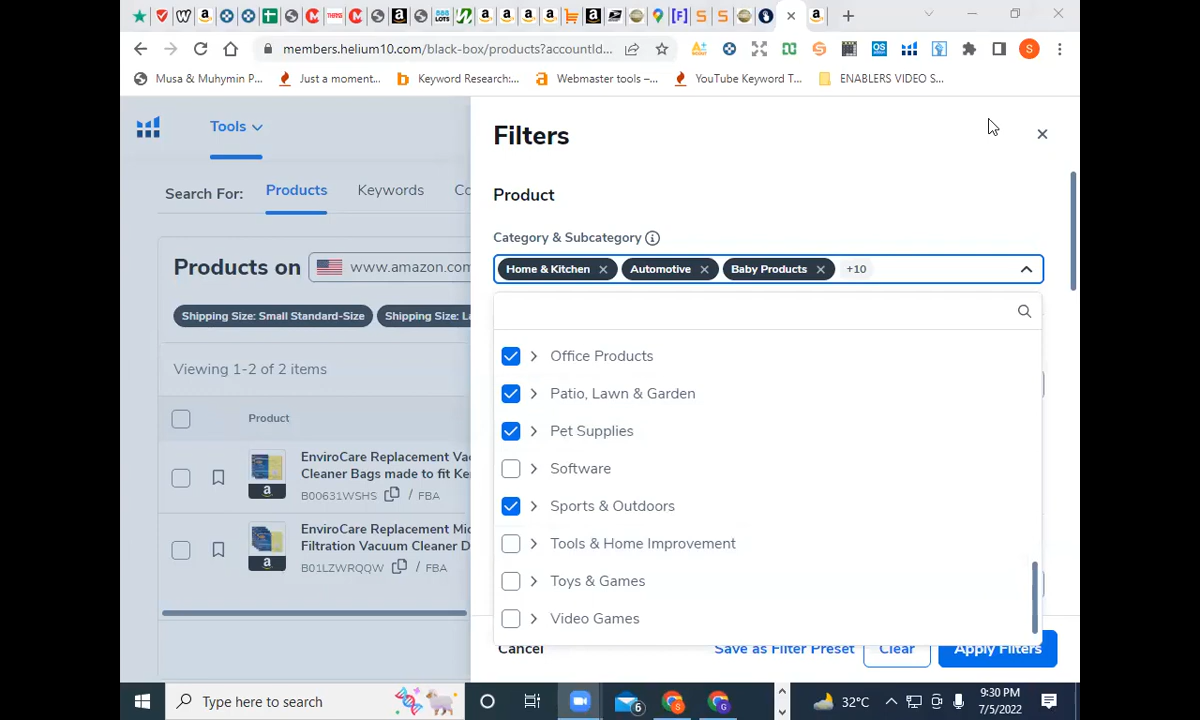 members.helium10.com/black-box/products?accountId...
Musa & Muhymin P...
Just a moment...
Keyword Research:...
Webmaster tools –...
YouTube Keyword T...
ENABLERS VIDEO S...
Tools
Search For:
Products
Keywords
Co
Products on
www.amazon.com
Shipping Size: Small Standard-Size
Shipping Size: La
Viewing 1-2 of 2 items
Product
EnviroCare Replacement Va
Cleaner Bags made to fit Ke
B00631WSHS / FBA
EnviroCare Replacement Mic
Filtration Vacuum Cleaner D
B01LZWRQQW / FBA
Filters
Product
Category & Subcategory
Home & Kitchen
Automotive
Baby Products
+10
Office Products
Patio, Lawn & Garden
Pet Supplies
Software
Sports & Outdoors
Tools & Home Improvement
Toys & Games
Video Games
Cancel
Save as Filter Preset
Clear
Apply Filters
Type here to search
6
32°C
9:30 PM
7/5/2022